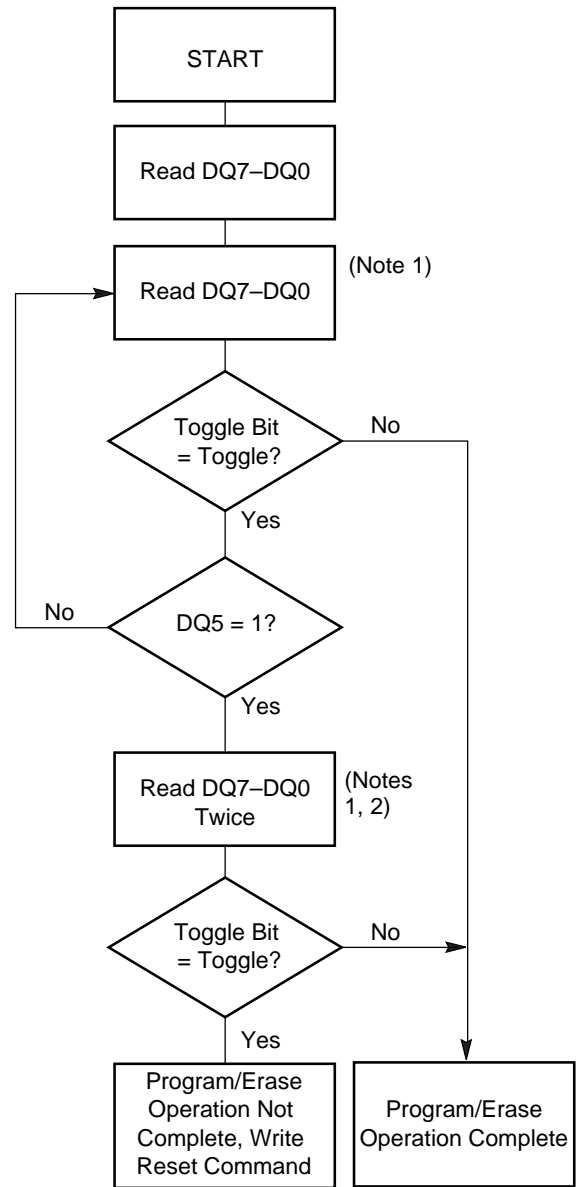 START
Read DQ7–DQ0
Read DQ7–DQ0
(Note 1)
Toggle Bit
= Toggle?
No
Yes
DQ5 = 1?
No
Yes
Read DQ7–DQ0
Twice
(Notes
1, 2)
Toggle Bit
= Toggle?
No
Yes
Program/Erase
Operation Not
Complete, Write
Reset Command
Program/Erase
Operation Complete